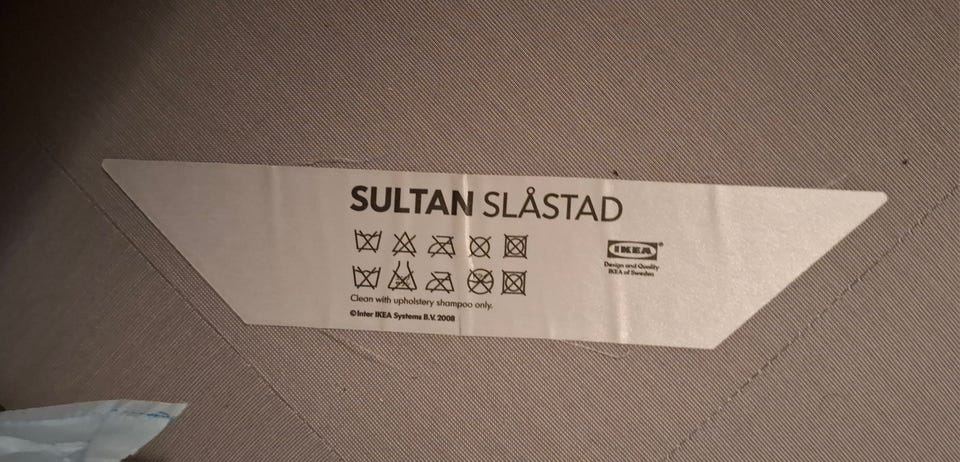 SULTAN SLÅSTAD
IKEA®
Design and Quality
IKEA of Sweden
Clean with upholstery shampoo only.
©Inter IKEA Systems B.V. 2008